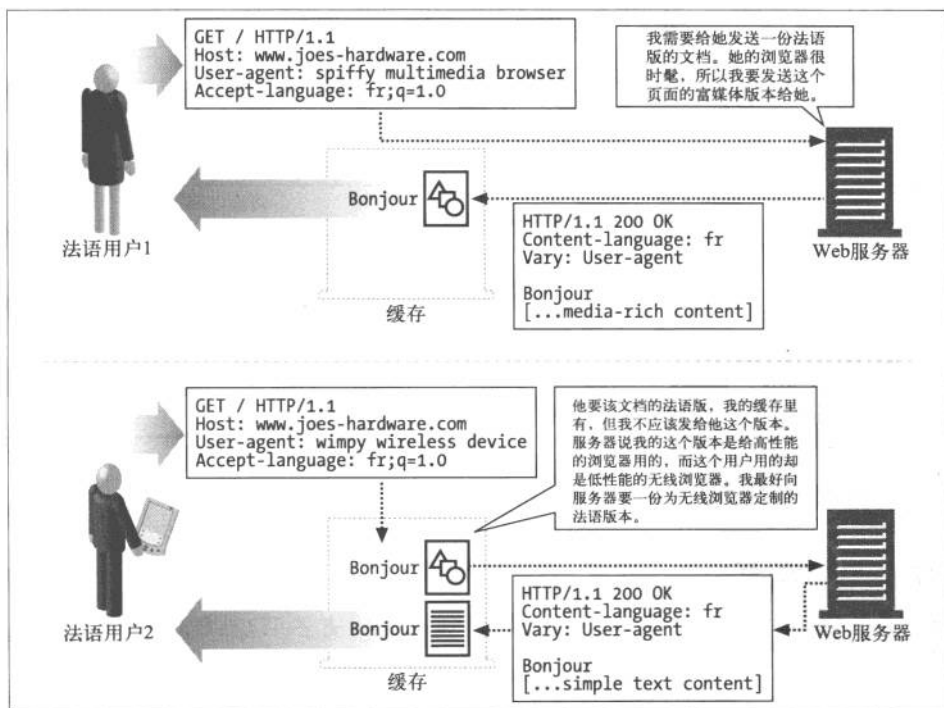 GET / HTTP/1.1
Host: www.joes-hardware.com
User-agent: spiffy multimedia browser
Accept-language: fr;q=1.0
我需要给她发送一份法语
版的文档。她的浏览器很
时髦，所以我要发送这个
页面的富媒体版本给她。
Bonjour
法语用户1
HTTP/1.1 200 OK
Content-language: fr
Vary: User-agent
Bonjour
[...media-rich content]
Web服务器
缓存
GET / HTTP/1.1
Host: www.joes-hardware.com
User-agent: wimpy wireless device
Accept-language: fr;q=1.0
他要该文档的法语版，我的缓存里
有，但我不应该发给他这个版本。
服务器说我的这个版本是给高性能
的浏览器用的，而这个用户用的却
是低性能的无线浏览器。我最好向
服务器要一份为无线浏览器定制的
法语版本。
Bonjour
Bonjour
法语用户2
HTTP/1.1 200 OK
Content-language: fr
Vary: User-agent
Bonjour
[...simple text content]
Web服务器
缓存